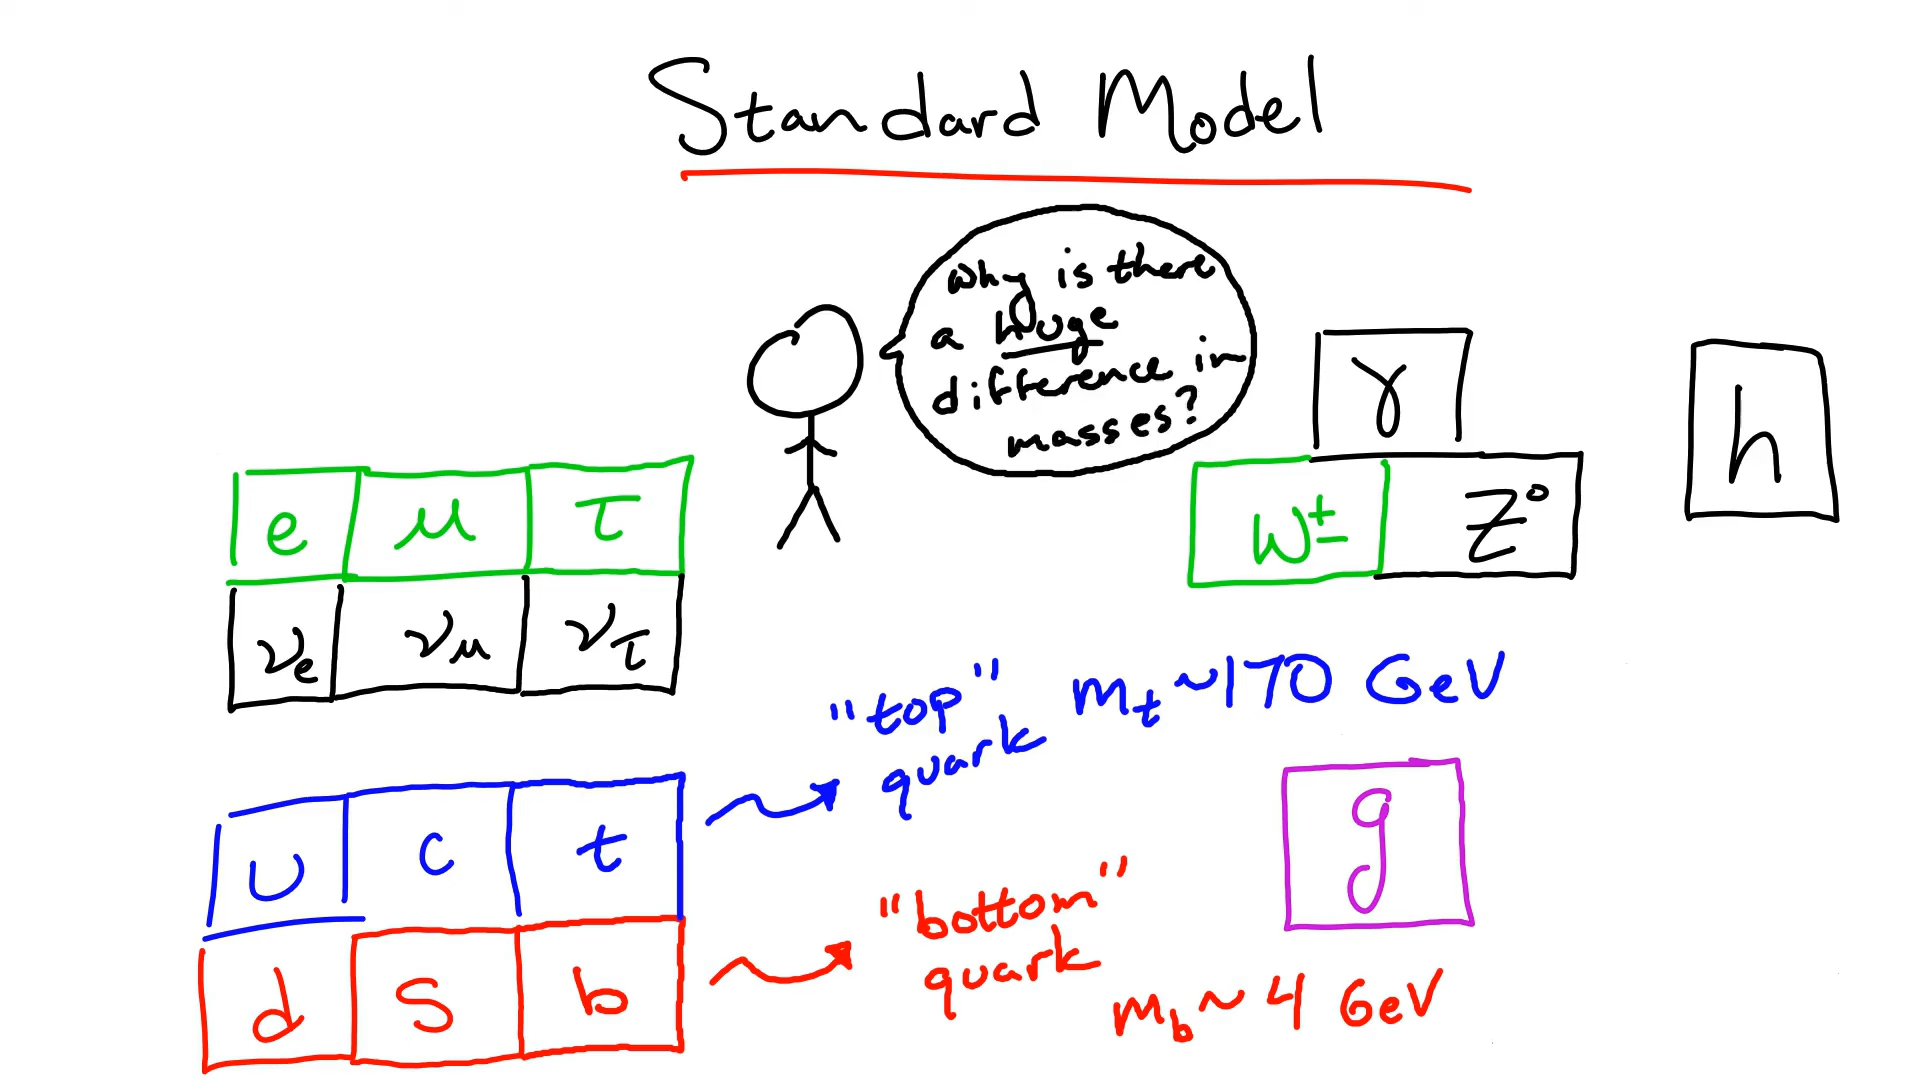 Standard Model
Why is there
a huge
difference in
masses?
γ
h
W± Z⁰
e μ τ
νe νμ ντ
"top"
quark
mt ~170 GeV
u c t
g
"bottom"
quark
d s b
mb ~ 4 GeV